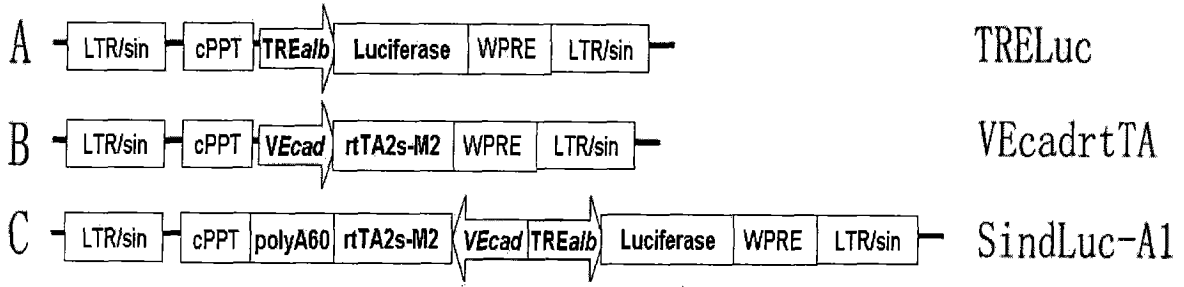 A LTR/sin cPPT TREalb Luciferase WPRE LTR/sin TRELuc
B LTR/sin cPPT VEcad rtTA2s-M2 WPRE LTR/sin VEcadrtTA
C LTR/sin cPPT polyA60 rtTA2s-M2 VEcad TREalb Luciferase WPRE LTR/sin SindLuc-A1